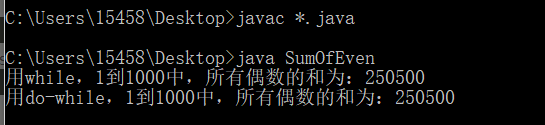 C:\Users\15458\Desktop>javac *.java
C:\Users\15458\Desktop>java SumOfEven
用while，1到1000中，所有偶数的和为：250500
用do-while，1到1000中，所有偶数的和为：250500